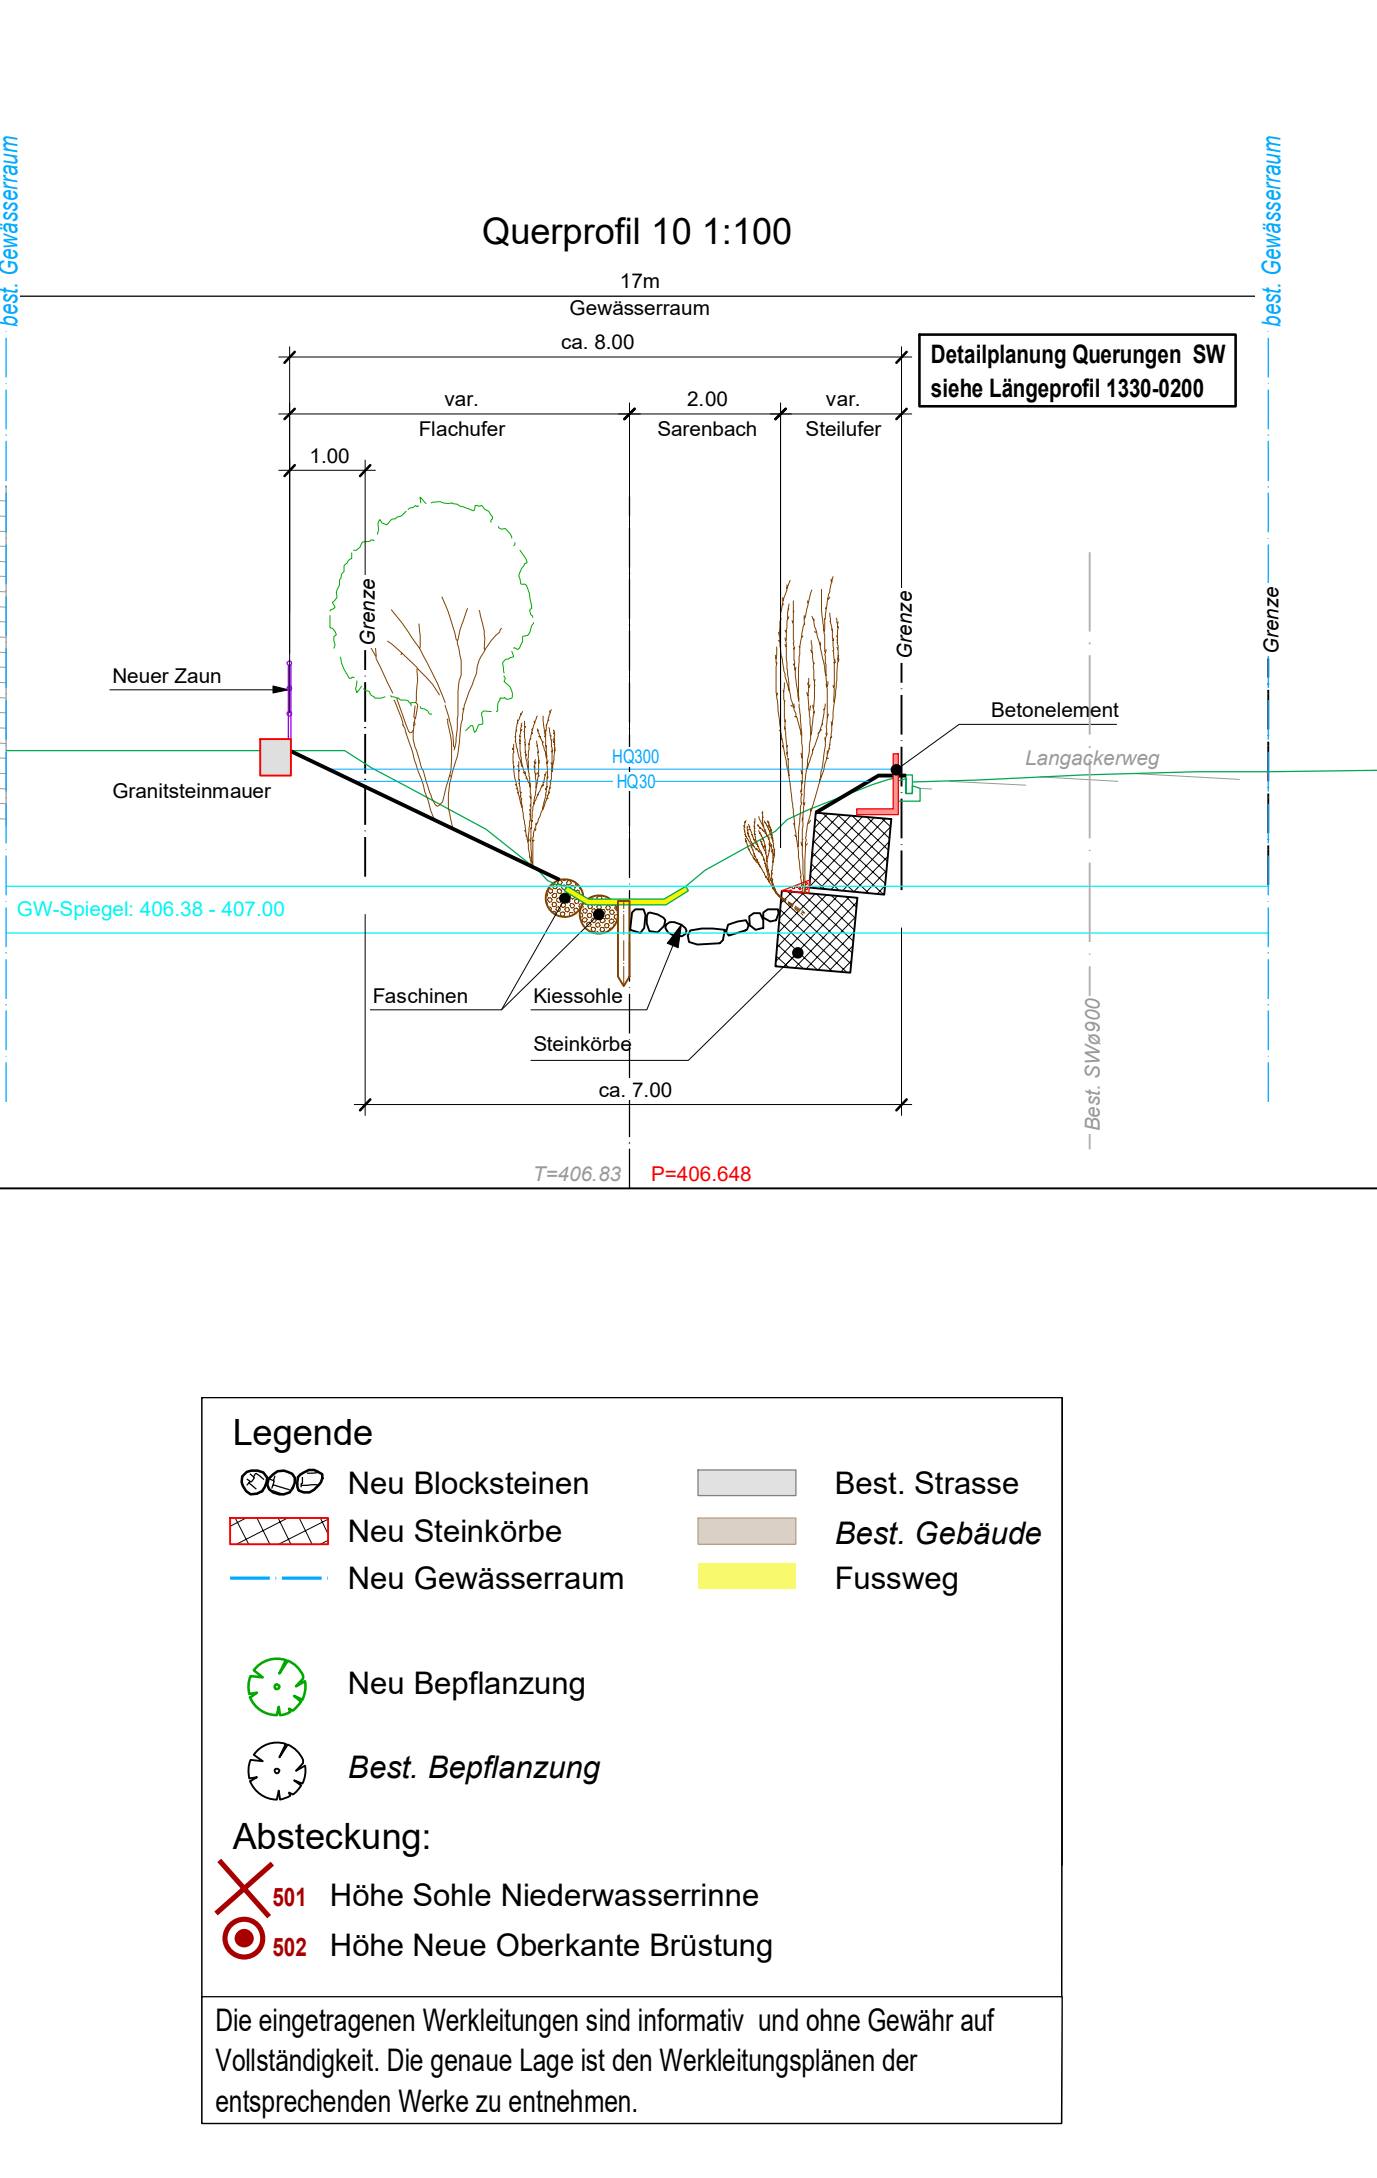 best. Gewässerraum
best. Gewässerraum
Querprofil 10 1:100
17m
Gewässerraum
ca. 8.00
Detailplanung Querungen  SW
siehe Längeprofil 1330-0200
var.
2.00
var.
Flachufer
Sarenbach
Steilufer
1.00
Grenze
Grenze
Grenze
Neuer Zaun
Betonelement
HQ300
Langackerweg
HQ30
Granitsteinmauer
GW-Spiegel: 406.38 - 407.00
Faschinen
Kiessohle
Steinkörbe
Best. SWø900
ca. 7.00
T=406.83
P=406.648
Legende
Neu Blocksteinen
Best. Strasse
Neu Steinkörbe
Best. Gebäude
Neu Gewässerraum
Fussweg
Neu Bepflanzung
Best. Bepflanzung
Absteckung:
501 Höhe Sohle Niederwasserrinne
502 Höhe Neue Oberkante Brüstung
Die eingetragenen Werkleitungen sind informativ  und ohne Gewähr auf
Vollständigkeit. Die genaue Lage ist den Werkleitungsplänen der
entsprechenden Werke zu entnehmen.